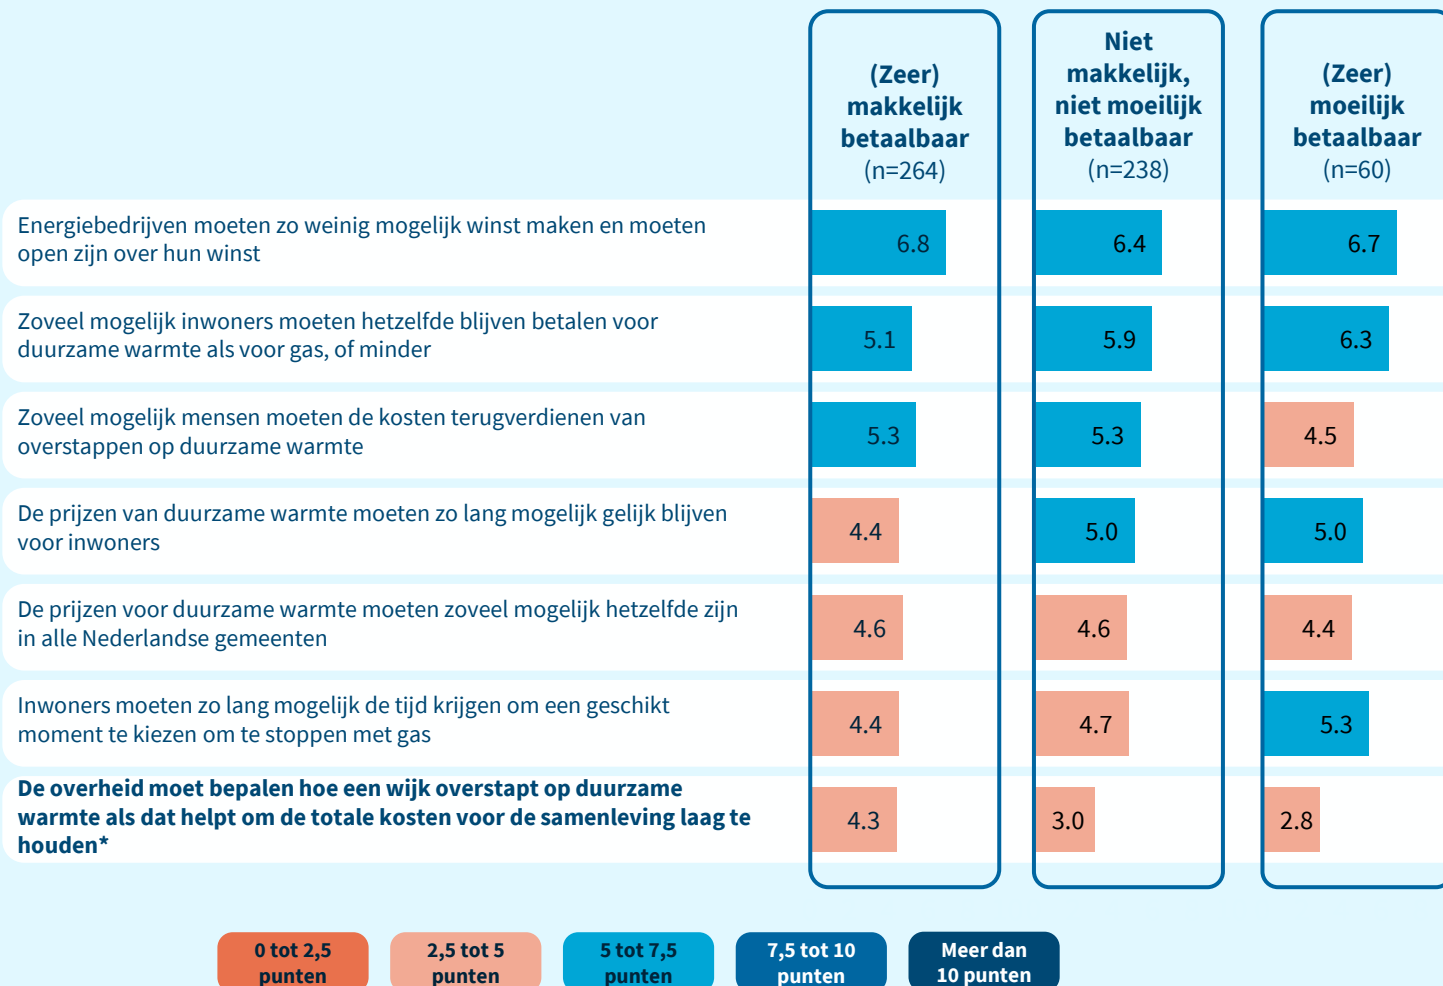 (Zeer)
makkelijk
betaalbaar
(n=264)
Niet
makkelijk,
niet moeilijk
betaalbaar
(n=238)
(Zeer)
moeilijk
betaalbaar
(n=60)
Energiebedrijven moeten zo weinig mogelijk winst maken en moeten
open zijn over hun winst
6.8
6.4
6.7
Zoveel mogelijk inwoners moeten hetzelfde blijven betalen voor
duurzame warmte als voor gas, of minder
5.1
5.9
6.3
Zoveel mogelijk mensen moeten de kosten terugverdienen van
overstappen op duurzame warmte
5.3
5.3
4.5
De prijzen van duurzame warmte moeten zo lang mogelijk gelijk blijven
voor inwoners
4.4
5.0
5.0
De prijzen voor duurzame warmte moeten zoveel mogelijk hetzelfde zijn
in alle Nederlandse gemeenten
4.6
4.6
4.4
Inwoners moeten zo lang mogelijk de tijd krijgen om een geschikt
moment te kiezen om te stoppen met gas
4.4
4.7
5.3
De overheid moet bepalen hoe een wijk overstapt op duurzame
warmte als dat helpt om de totale kosten voor de samenleving laag te
houden*
4.3
3.0
2.8
0 tot 2,5
punten
2,5 tot 5
punten
5 tot 7,5
punten
7,5 tot 10
punten
Meer dan
10 punten